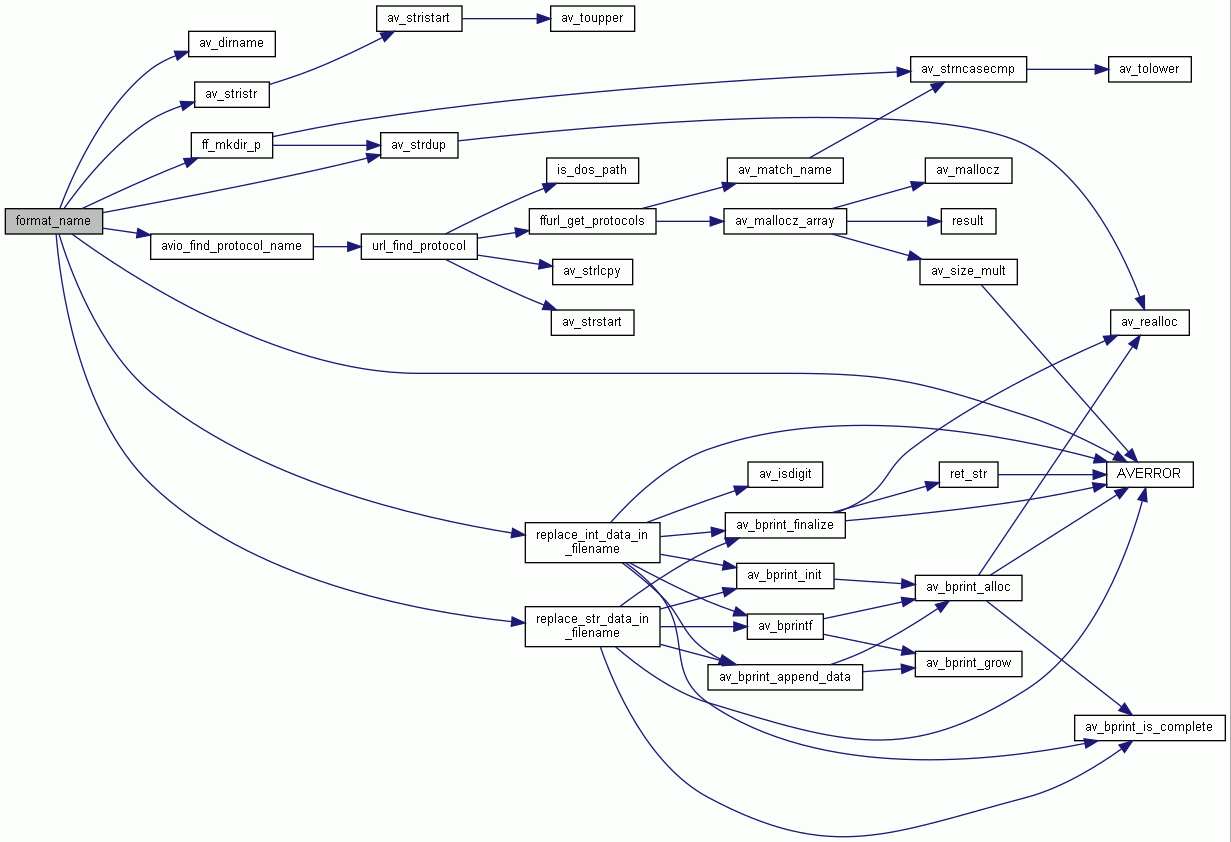 av_stristart
av_toupper
av_dirname
av_strncasecmp
av_tolower
av_stristr
ff_mkdir_p
av_strdup
is_dos_path
av_match_name
av_mallocz
format_name
ffurl_get_protocols
av_mallocz_array
result
avio_find_protocol_name
url_find_protocol
av_strlcpy
av_size_mult
av_strstart
av_realloc
av_isdigit
ret_str
AVERROR
av_bprint_finalize
replace_int_data_in
_filename
av_bprint_init
av_bprint_alloc
replace_str_data_in
_filename
av_bprintf
av_bprint_grow
av_bprint_append_data
av_bprint_is_complete